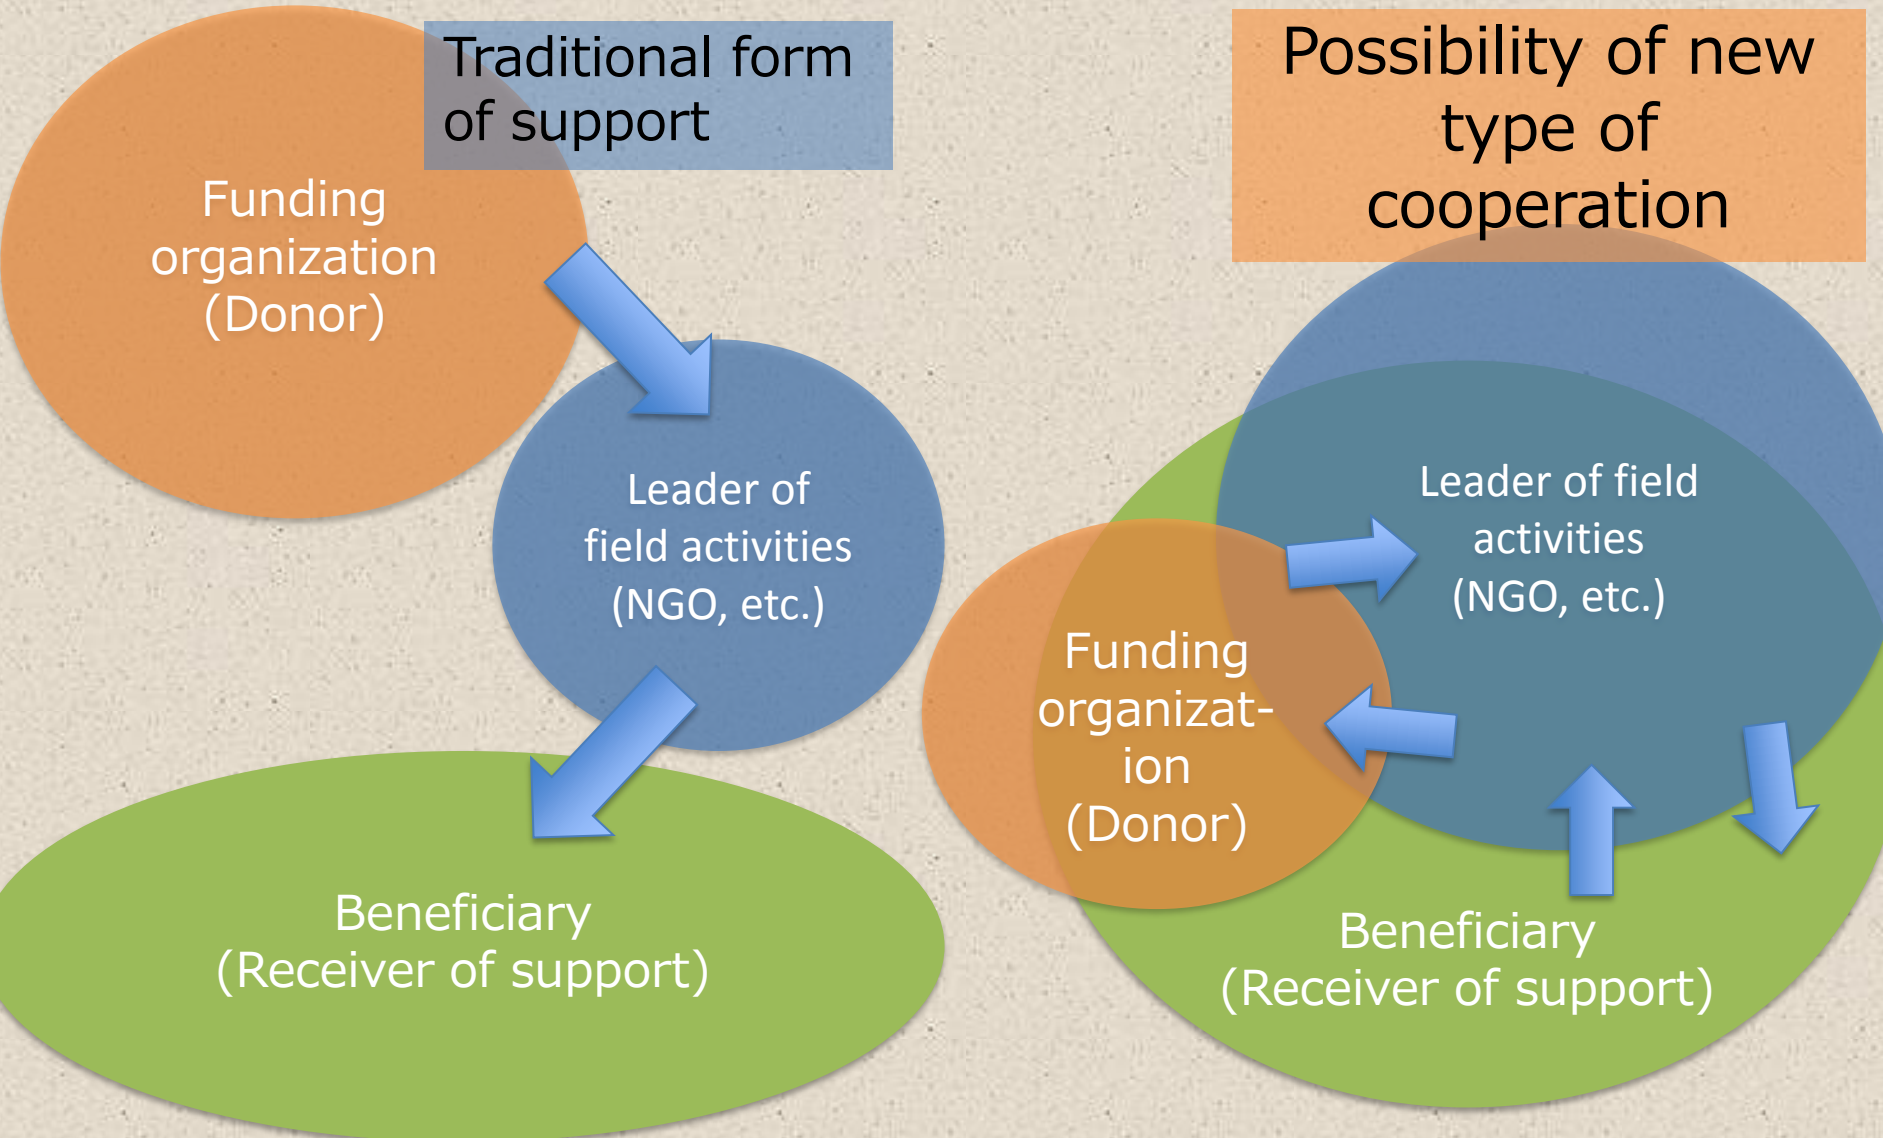 Traditional form
of support
Funding
organization
(Donor)
Leader of
field activities
(NGO, etc.)
Beneficiary
(Receiver of support)
Possibility of new
type of
cooperation
Leader of field
activities
(NGO, etc.)
Funding
organizat-
ion
(Donor)
Beneficiary
(Receiver of support)